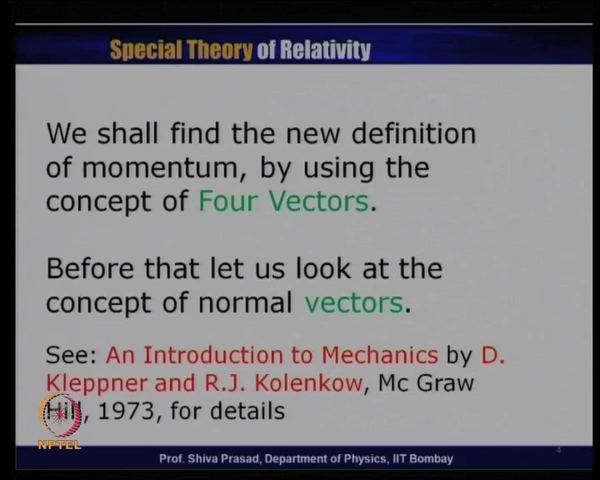 Special Theory of Relativity
We shall find the new definition
of momentum, by using the
concept of Four Vectors.
Before that let us look at the
concept of normal vectors.
See: An Introduction to Mechanics by D.
Kleppner and R.J. Kolenkow, Mc Graw
Hill, 1973, for details
NPTEL
Prof. Shiva Prasad, Department of Physics, IIT Bombay
4